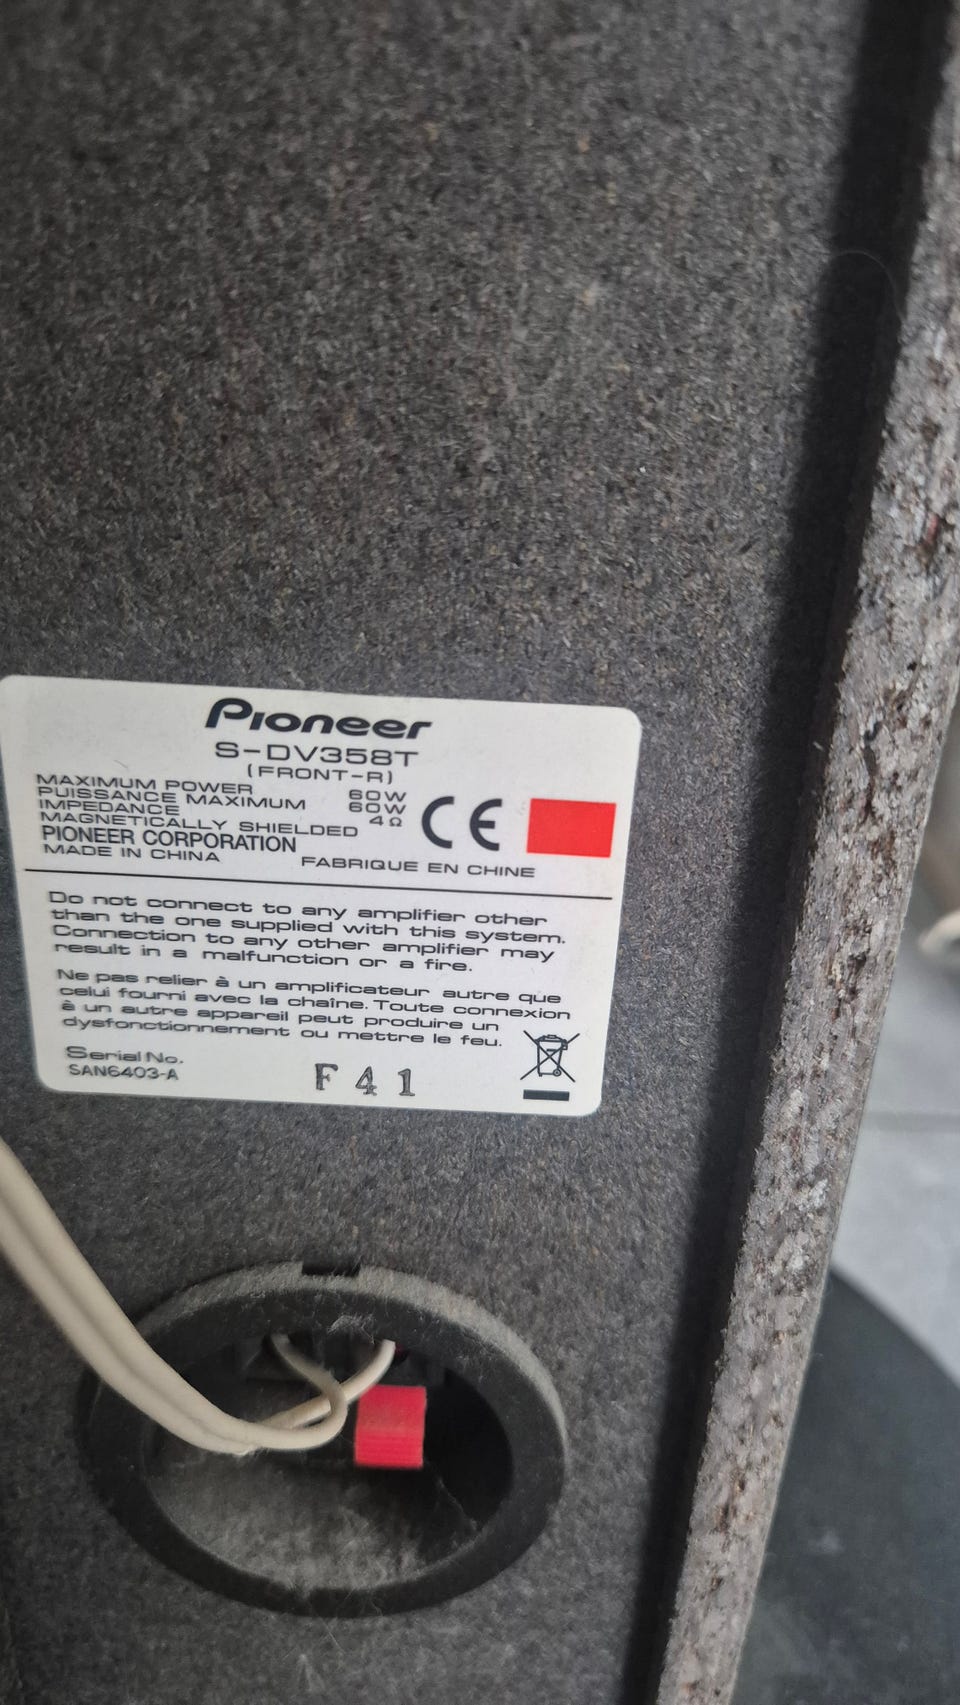 Pioneer
S-DV358T
(FRONT-R)
MAXIMUM POWER 60W
PUISSANCE MAXIMUM 60W
IMPEDANCE 4Ω
MAGNETICALLY SHIELDED
PIONEER CORPORATION
MADE IN CHINA FABRIQUE EN CHINE
CE
Do not connect to any amplifier other
than the one supplied with this system.
Connection to any other amplifier may
result in a malfunction or a fire.
Ne pas relier à un amplificateur autre que
celui fourni avec la chaîne. Toute connexion
à un autre appareil peut produire un
dysfonctionnement ou mettre le feu.
Serial No.
SAN6403-A F 4 1